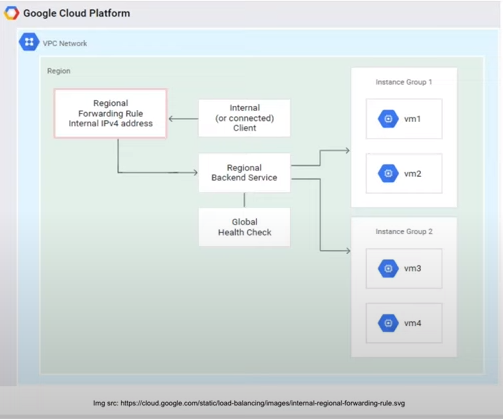 Google Cloud Platform
VPC Network
Region
Regional
Forwarding Rule
Internal IPv4 address
Internal
(or connected)
Client
Regional
Backend Service
Global
Health Check
Instance Group 1
vm1
vm2
Instance Group 2
vm3
vm4
Img src: https://cloud.google.com/static/load-balancing/images/internal-regional-forwarding-rule.svg